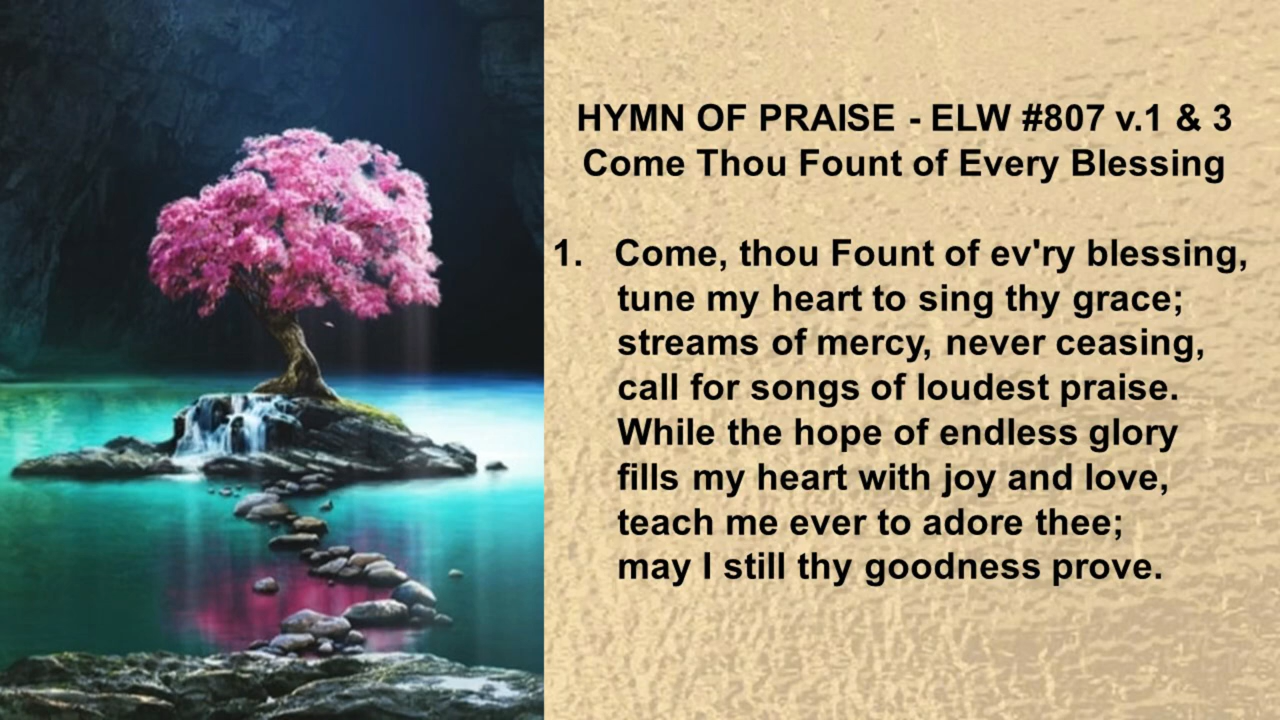 HYMN OF PRAISE - ELW #807 v.1 & 3
Come Thou Fount of Every Blessing
1. Come, thou Fount of ev'ry blessing,
tune my heart to sing thy grace;
streams of mercy, never ceasing,
call for songs of loudest praise.
While the hope of endless glory
fills my heart with joy and love,
teach me ever to adore thee;
may I still thy goodness prove.